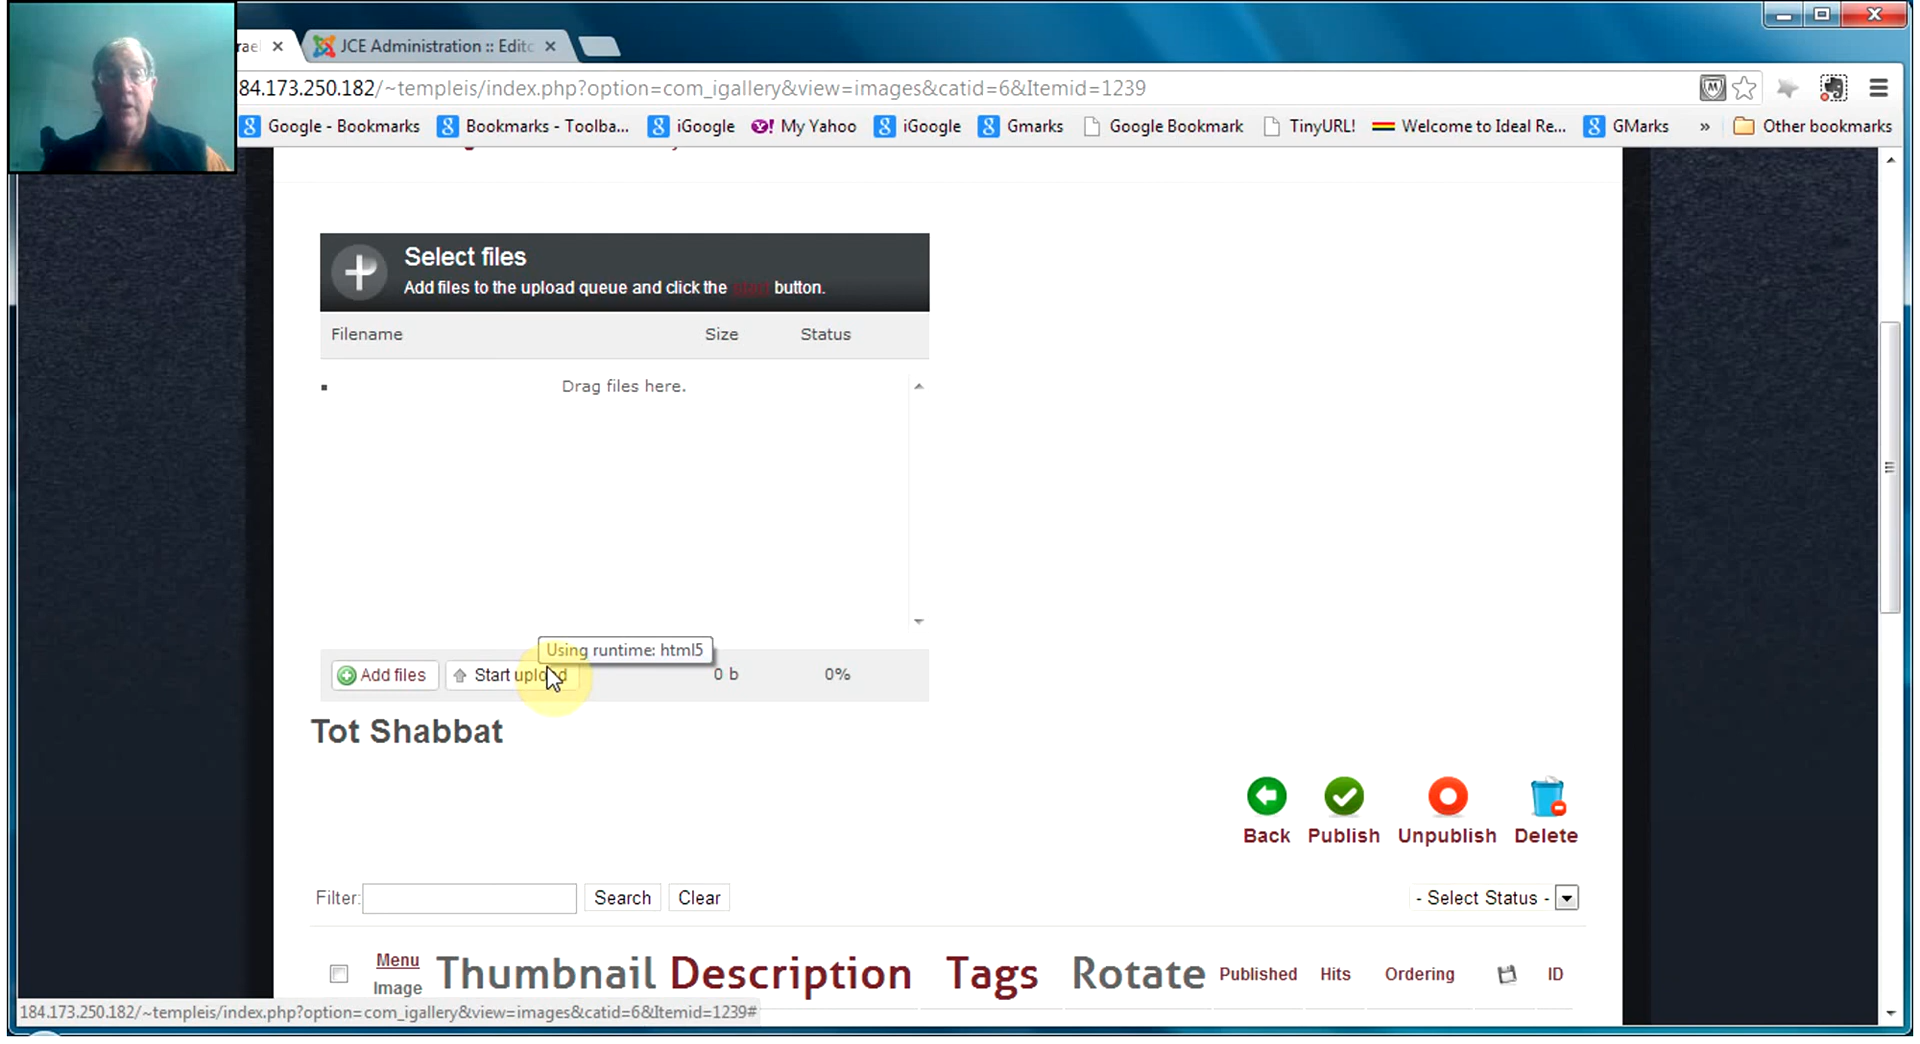 rael
JCE Administration :: Edito
84.173.250.182/~templeis/index.php?option=com_igallery&view=images&catid=6&Itemid=1239
Google - Bookmarks
Bookmarks - Toolba...
iGoogle
My Yahoo
iGoogle
Gmarks
Google Bookmark
TinyURL!
Welcome to Ideal Re...
GMarks
»
Other bookmarks
Select files
Add files to the upload queue and click the start button.
Filename Size Status
Drag files here.
Using runtime: html5
Add files Start upload 0 b 0%
Tot Shabbat
Back Publish Unpublish Delete
Filter: Search Clear - Select Status -
Menu Image Thumbnail Description Tags Rotate Published Hits Ordering ID
184.173.250.182/~templeis/index.php?option=com_igallery&view=images&catid=6&Itemid=1239#